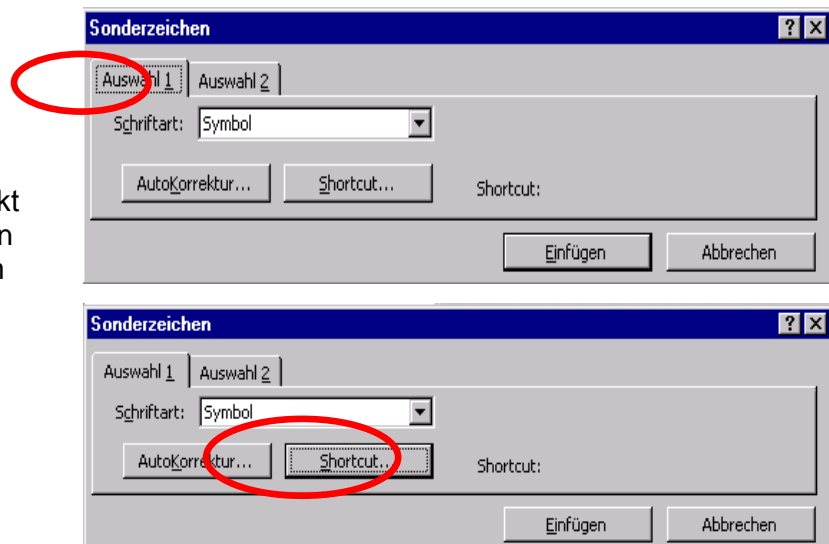 Sonderzeichen
Auswahl 1 Auswahl 2
Schriftart: Symbol
AutoKorrektur... Shortcut... Shortcut:
Einfügen Abbrechen
kt
n
n
Sonderzeichen
Auswahl 1 Auswahl 2
Schriftart: Symbol
AutoKorrektur... Shortcut... Shortcut:
Einfügen Abbrechen